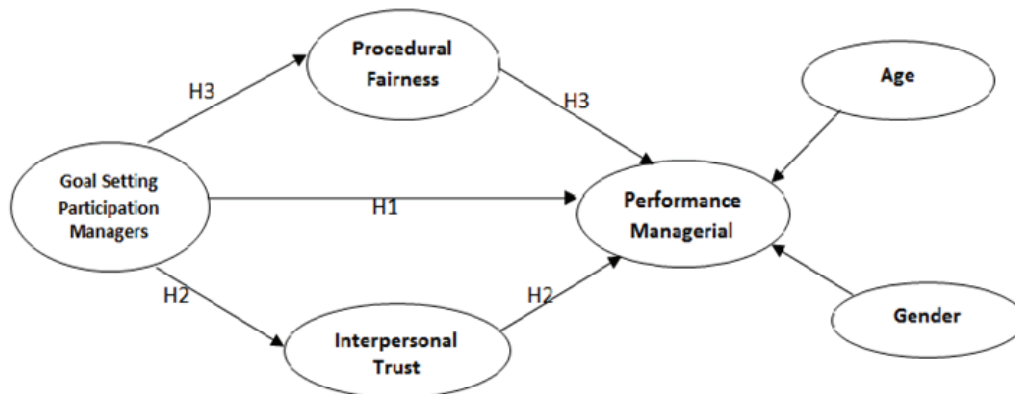 Procedural
Fairness
Age
H3
H3
Goal Setting
Participation
Managers
H1
Performance
Managerial
H2
H2
Interpersonal
Trust
Gender